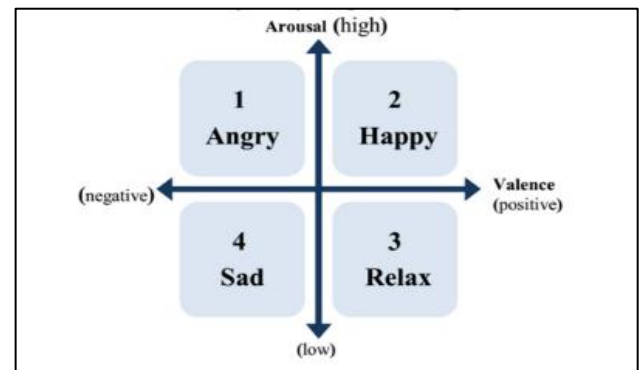 Arousal (high)
1
Angry
2
Happy
(negative)
Valence
(positive)
4
Sad
3
Relax
(low)